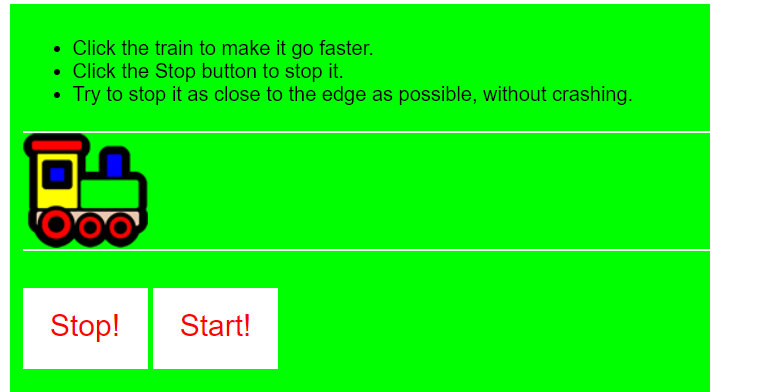 Click the train to make it go faster.
Click the Stop button to stop it.
Try to stop it as close to the edge as possible, without crashing.
Stop! Start!